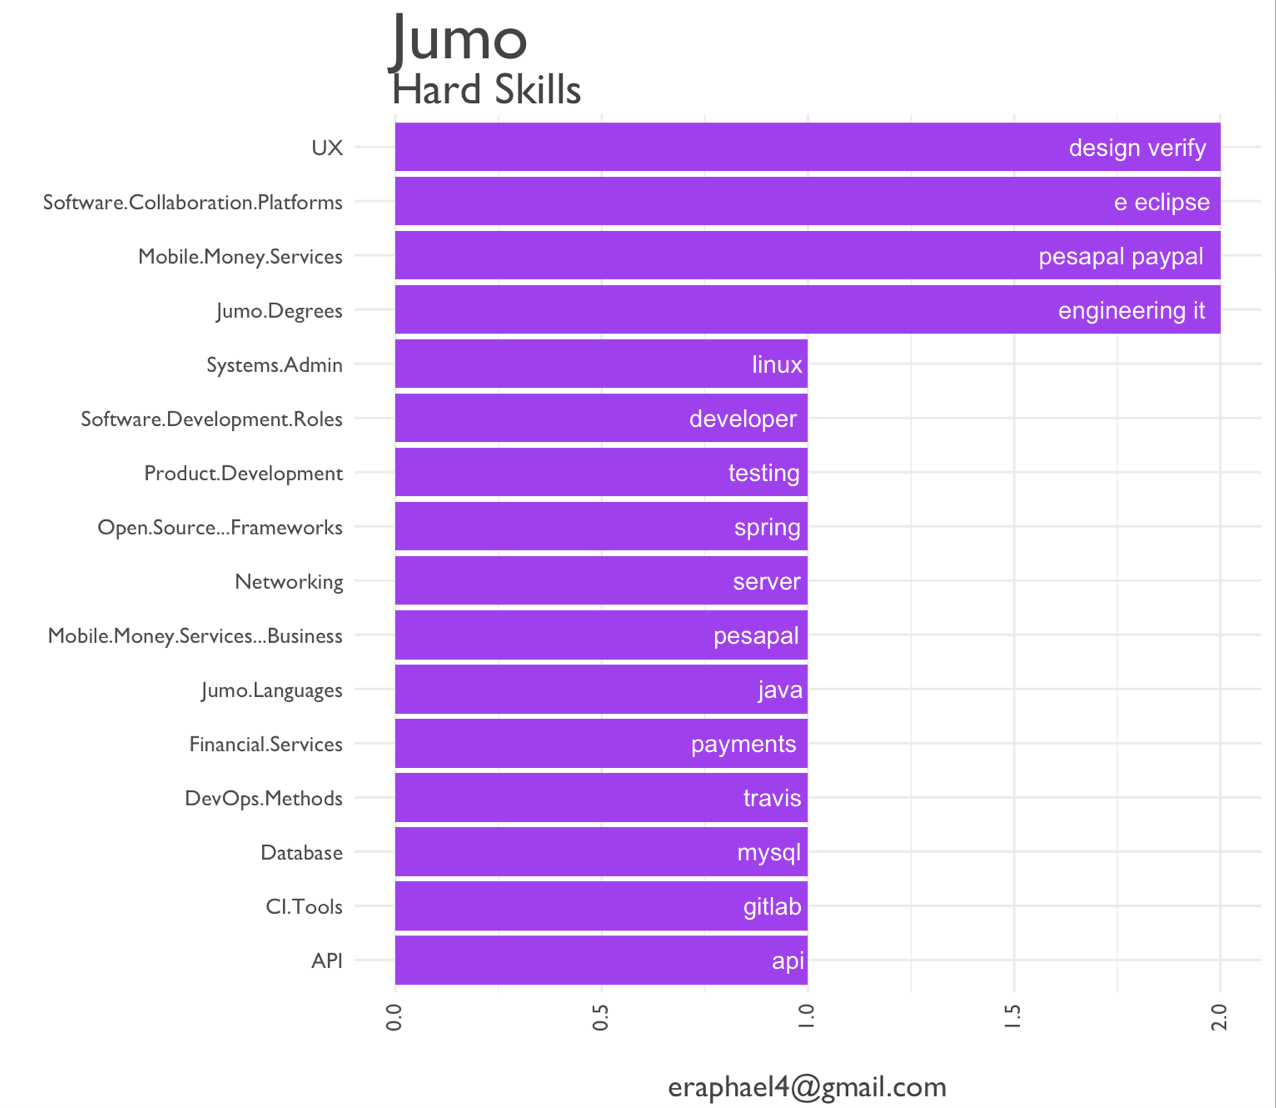 Jumo
Hard Skills
UX design verify
Software.Collaboration.Platforms e eclipse
Mobile.Money.Services pesapal paypal
Jumo.Degrees engineering it
Systems.Admin linux
Software.Development.Roles developer
Product.Development testing
Open.Source...Frameworks spring
Networking server
Mobile.Money.Services...Business pesapal
Jumo.Languages java
Financial.Services payments
DevOps.Methods travis
Database mysql
CI.Tools gitlab
API api
0.0 0.5 1.0 1.5 2.0
eraphael4@gmail.com